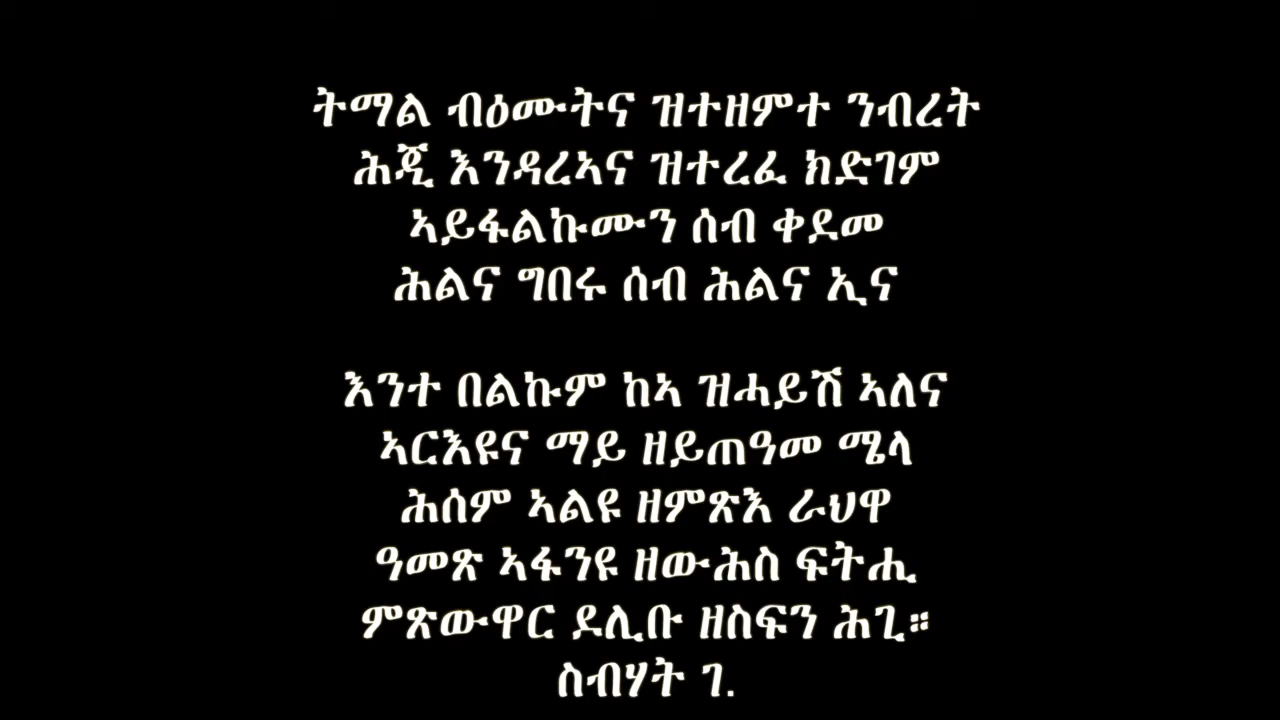 ትማል ብዕሙትና ዝተዘምተ ንብረት
ሕጂ እንዳረኣና ዝተረፈ ክድገም
ኣይፋልኩሙን ሰብ ቀደመ
ሕልና ግበሩ ሰብ ሕልና ኢና
እንተ በልኩም ከኣ ዝሓይሽ ኣለና
ኣርእዩና ማይ ዘይጠዓመ ሜላ
ሕሰም ኣልዩ ዘምጽእ ራህዋ
ዓመጽ ኣፋንዩ ዘውሕስ ፍትሒ
ምጽውዋር ደሊቡ ዘስፍን ሕጊ።
ስብሃት ገ.